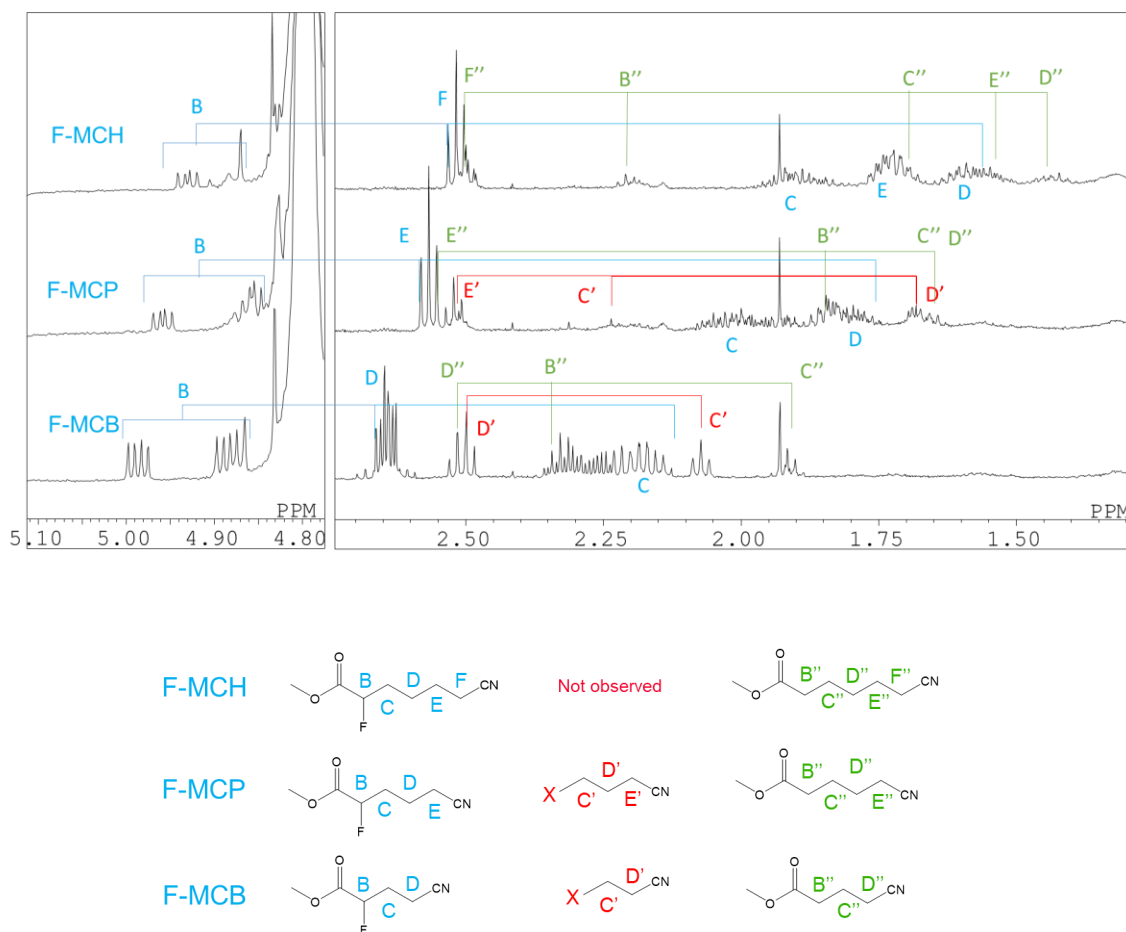 F-MCH
B
F
F’’
B’’
C’’
E’’
D’’
C
E
D
F-MCP
B
E
E’’
E’
C’
B’’
C’’
D’’
D’
C
D
F-MCB
B
D
D’’
D’
B’’
C’
C’’
C
PPM
PPM
5.10 5.00 4.90 4.80
2.50 2.25 2.00 1.75 1.50
F-MCH
O
B D F CN
O C E
F
Not observed
O
B’’ D’’ F’’ CN
O C’’ E’’
F-MCP
O
B D CN
O C E
F
D’
X C’ E’ CN
O
B’’ D’’ CN
O C’’ E’’
F-MCB
O
B D CN
O C
F
D’
X C’ CN
O
B’’ D’’ CN
O C’’